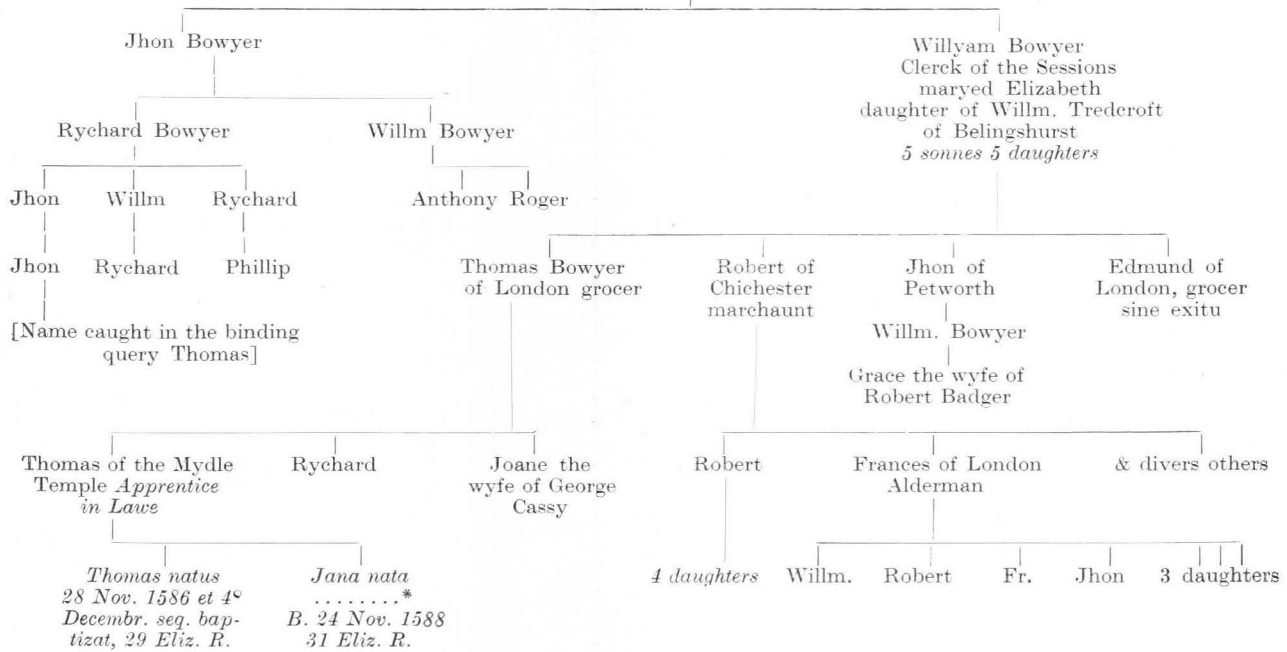 Jhon Bowyer
Willyam Bowyer
Clerck of the Sessions
maryed Elizabeth
daughter of Willm. Tredcroft
of Belingshurst
5 sonnes 5 daughters
Rychard Bowyer
Willm Bowyer
Jhon
Willm
Rychard
Anthony Roger
Jhon
Rychard
Phillip
Thomas Bowyer
of London grocer
Robert of
Chichester
marchaunt
Jhon of
Petworth
Edmund of
London, grocer
sine exitu
[Name caught in the binding
query Thomas]
Willm. Bowyer
Grace the wyfe of
Robert Badger
Thomas of the Mydle
Temple Apprentice
in Lawe
Rychard
Joane the
wyfe of George
Cassy
Robert
Frances of London
Alderman
& divers others
Thomas natus
28 Nov. 1586 et 4°
Decembr. seq. bap-
tizat, 29 Eliz. R.
Jana nata
........*
B. 24 Nov. 1588
31 Eliz. R.
4 daughters
Willm.
Robert
Fr.
Jhon
3 daughters